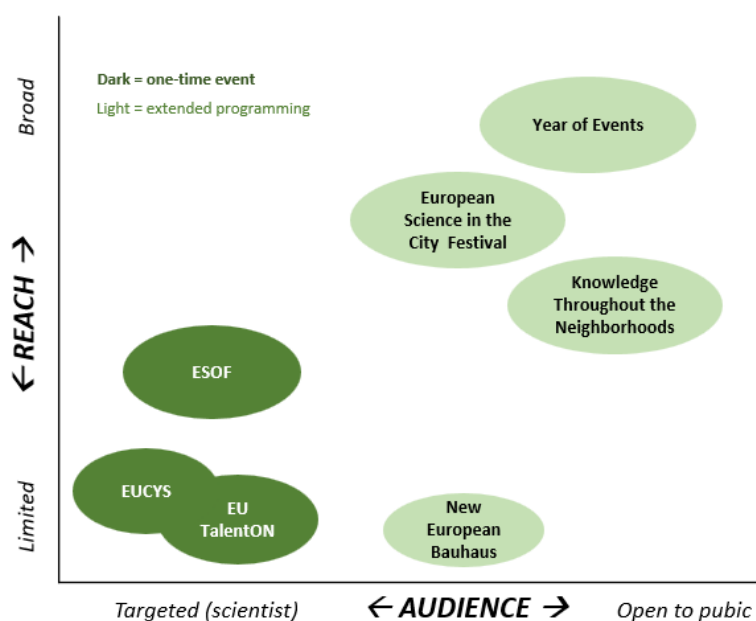 Dark = one-time event
Light = extended programming
Broad
← REACH →
Limited
Year of Events
European
Science in the
City Festival
Knowledge
Throughout the
Neighborhoods
ESOF
EUCYS
EU
TalentON
New
European
Bauhaus
Targeted (scientist)
← AUDIENCE →
Open to pubic